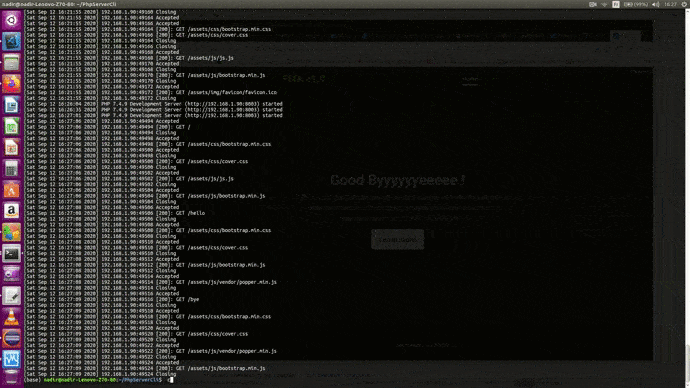 nadir@nadir-Lenovo-Z70-80: ~/PhpServerCli
(99%)
16:27
[Sat Sep 12 16:21:55 2020] 192.168.1.90:49160 Closing
[Sat Sep 12 16:21:55 2020] 192.168.1.90:49164 Accepted
[Sat Sep 12 16:21:55 2020] 192.168.1.90:49164 [200]: GET /assets/css/bootstrap.min.css
[Sat Sep 12 16:21:55 2020] 192.168.1.90:49166 [200]: GET /assets/css/cover.css
[Sat Sep 12 16:21:55 2020] 192.168.1.90:49164 Closing
[Sat Sep 12 16:21:55 2020] 192.168.1.90:49166 Closing
[Sat Sep 12 16:21:55 2020] 192.168.1.90:49168 Accepted
[Sat Sep 12 16:21:55 2020] 192.168.1.90:49168 [200]: GET /assets/js/js.js
[Sat Sep 12 16:21:55 2020] 192.168.1.90:49170 Accepted
[Sat Sep 12 16:21:55 2020] 192.168.1.90:49168 Closing
[Sat Sep 12 16:21:55 2020] 192.168.1.90:49170 [200]: GET /assets/js/bootstrap.min.js
[Sat Sep 12 16:21:55 2020] 192.168.1.90:49170 Closing
[Sat Sep 12 16:21:55 2020] 192.168.1.90:49172 Accepted
[Sat Sep 12 16:21:55 2020] 192.168.1.90:49172 [200]: GET /assets/img/favicon/favicon.ico
[Sat Sep 12 16:21:55 2020] 192.168.1.90:49172 Closing
[Sat Sep 12 16:26:04 2020] PHP 7.4.9 Development Server (http://192.168.1.90:8003) started
[Sat Sep 12 16:26:35 2020] PHP 7.4.9 Development Server (http://192.168.1.90:8003) started
[Sat Sep 12 16:27:01 2020] PHP 7.4.9 Development Server (http://192.168.1.90:8003) started
[Sat Sep 12 16:27:06 2020] 192.168.1.90:49494 Accepted
[Sat Sep 12 16:27:06 2020] 192.168.1.90:49494 [200]: GET /
[Sat Sep 12 16:27:06 2020] 192.168.1.90:49494 Closing
[Sat Sep 12 16:27:06 2020] 192.168.1.90:49498 Accepted
[Sat Sep 12 16:27:06 2020] 192.168.1.90:49498 [200]: GET /assets/css/bootstrap.min.css
[Sat Sep 12 16:27:06 2020] 192.168.1.90:49500 Accepted
[Sat Sep 12 16:27:06 2020] 192.168.1.90:49498 Closing
[Sat Sep 12 16:27:06 2020] 192.168.1.90:49500 [200]: GET /assets/css/cover.css
[Sat Sep 12 16:27:06 2020] 192.168.1.90:49500 Closing
[Sat Sep 12 16:27:06 2020] 192.168.1.90:49502 Accepted
[Sat Sep 12 16:27:06 2020] 192.168.1.90:49502 [200]: GET /assets/js/js.js
[Sat Sep 12 16:27:06 2020] 192.168.1.90:49502 Closing
[Sat Sep 12 16:27:06 2020] 192.168.1.90:49504 Accepted
[Sat Sep 12 16:27:06 2020] 192.168.1.90:49504 [200]: GET /assets/js/bootstrap.min.js
[Sat Sep 12 16:27:06 2020] 192.168.1.90:49504 Closing
[Sat Sep 12 16:27:08 2020] 192.168.1.90:49506 Accepted
[Sat Sep 12 16:27:08 2020] 192.168.1.90:49506 [200]: GET /hello
[Sat Sep 12 16:27:08 2020] 192.168.1.90:49506 Closing
[Sat Sep 12 16:27:08 2020] 192.168.1.90:49508 Accepted
[Sat Sep 12 16:27:08 2020] 192.168.1.90:49508 [200]: GET /assets/css/bootstrap.min.css
[Sat Sep 12 16:27:08 2020] 192.168.1.90:49508 Closing
[Sat Sep 12 16:27:08 2020] 192.168.1.90:49510 Accepted
[Sat Sep 12 16:27:08 2020] 192.168.1.90:49510 [200]: GET /assets/css/cover.css
[Sat Sep 12 16:27:08 2020] 192.168.1.90:49510 Closing
[Sat Sep 12 16:27:08 2020] 192.168.1.90:49512 Accepted
[Sat Sep 12 16:27:08 2020] 192.168.1.90:49512 [200]: GET /assets/js/bootstrap.min.js
[Sat Sep 12 16:27:09 2020] 192.168.1.90:49512 Closing
[Sat Sep 12 16:27:09 2020] 192.168.1.90:49514 Accepted
[Sat Sep 12 16:27:09 2020] 192.168.1.90:49514 [200]: GET /assets/js/vendor/popper.min.js
[Sat Sep 12 16:27:09 2020] 192.168.1.90:49514 Closing
[Sat Sep 12 16:27:09 2020] 192.168.1.90:49516 Accepted
[Sat Sep 12 16:27:09 2020] 192.168.1.90:49516 [200]: GET /bye
[Sat Sep 12 16:27:09 2020] 192.168.1.90:49516 Closing
[Sat Sep 12 16:27:09 2020] 192.168.1.90:49518 Accepted
[Sat Sep 12 16:27:09 2020] 192.168.1.90:49518 [200]: GET /assets/css/bootstrap.min.css
[Sat Sep 12 16:27:09 2020] 192.168.1.90:49518 Closing
[Sat Sep 12 16:27:09 2020] 192.168.1.90:49520 Accepted
[Sat Sep 12 16:27:09 2020] 192.168.1.90:49520 [200]: GET /assets/css/cover.css
[Sat Sep 12 16:27:09 2020] 192.168.1.90:49520 Closing
[Sat Sep 12 16:27:09 2020] 192.168.1.90:49522 Accepted
[Sat Sep 12 16:27:09 2020] 192.168.1.90:49522 [200]: GET /assets/js/vendor/popper.min.js
[Sat Sep 12 16:27:09 2020] 192.168.1.90:49522 Closing
[Sat Sep 12 16:27:09 2020] 192.168.1.90:49524 Accepted
[Sat Sep 12 16:27:09 2020] 192.168.1.90:49524 [200]: GET /assets/js/bootstrap.min.js
[Sat Sep 12 16:27:09 2020] 192.168.1.90:49524 Closing
(base) nadir@nadir-Lenovo-Z70-80:~/PhpServerCli$ c
Good Byyyyyyeeeee!